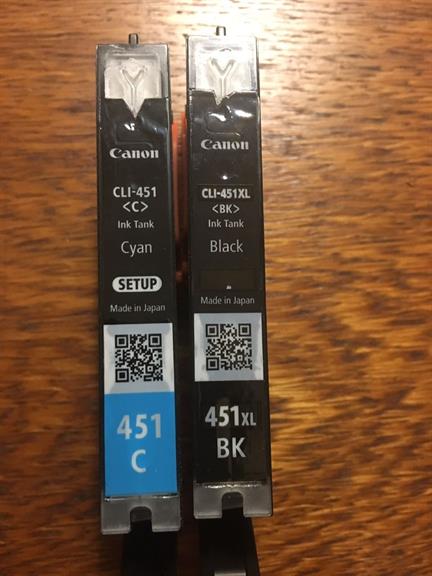 Canon
CLI-451
<C>
Ink Tank
Cyan
SETUP
Made in Japan
451
C
Canon
CLI-451XL
<BK>
Ink Tank
Black
Made in Japan
451XL
BK